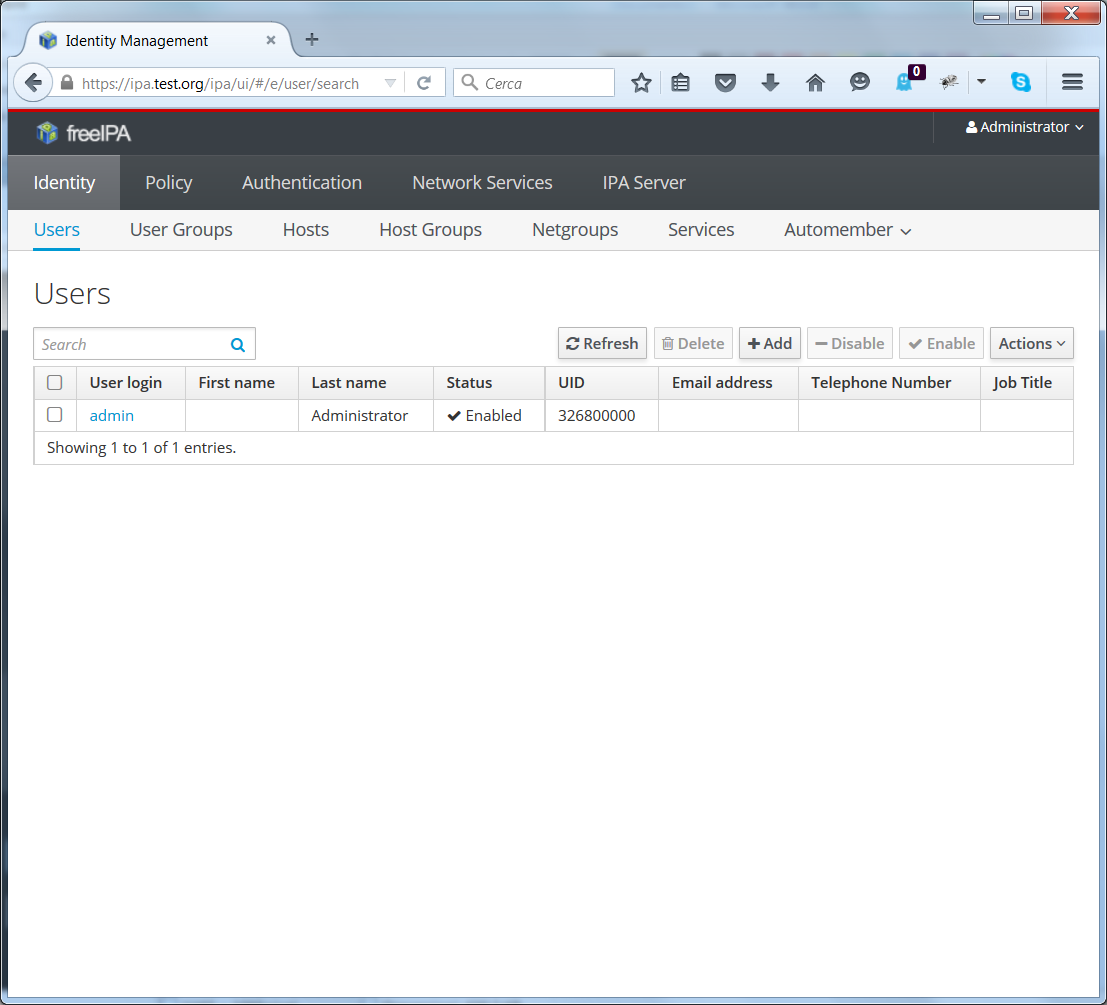 Identity Management
https://ipa.test.org/ipa/ui/#/e/user/search
Cerca
0
freeIPA
Administrator
Identity Policy Authentication Network Services IPA Server
Users User Groups Hosts Host Groups Netgroups Services Automember
Users
Search
Refresh Delete Add Disable Enable Actions
User login First name Last name Status UID Email address Telephone Number Job Title
admin Administrator Enabled 326800000
Showing 1 to 1 of 1 entries.